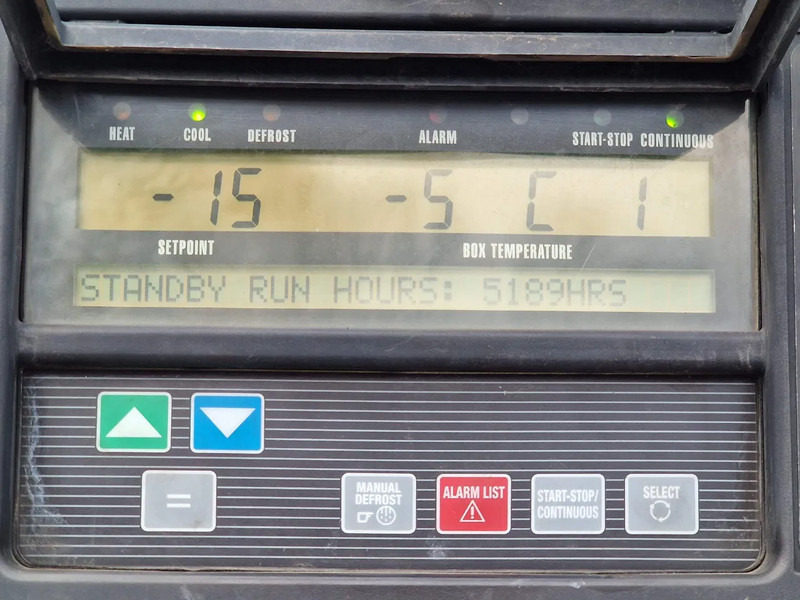 HEAT COOL DEFROST ALARM START-STOP CONTINUOUS
-15 -5 C 1
SETPOINT BOX TEMPERATURE
STANDBY RUN HOURS: 5189HRS
=
MANUAL
DEFROST
ALARM LIST
START-STOP/
CONTINUOUS
SELECT